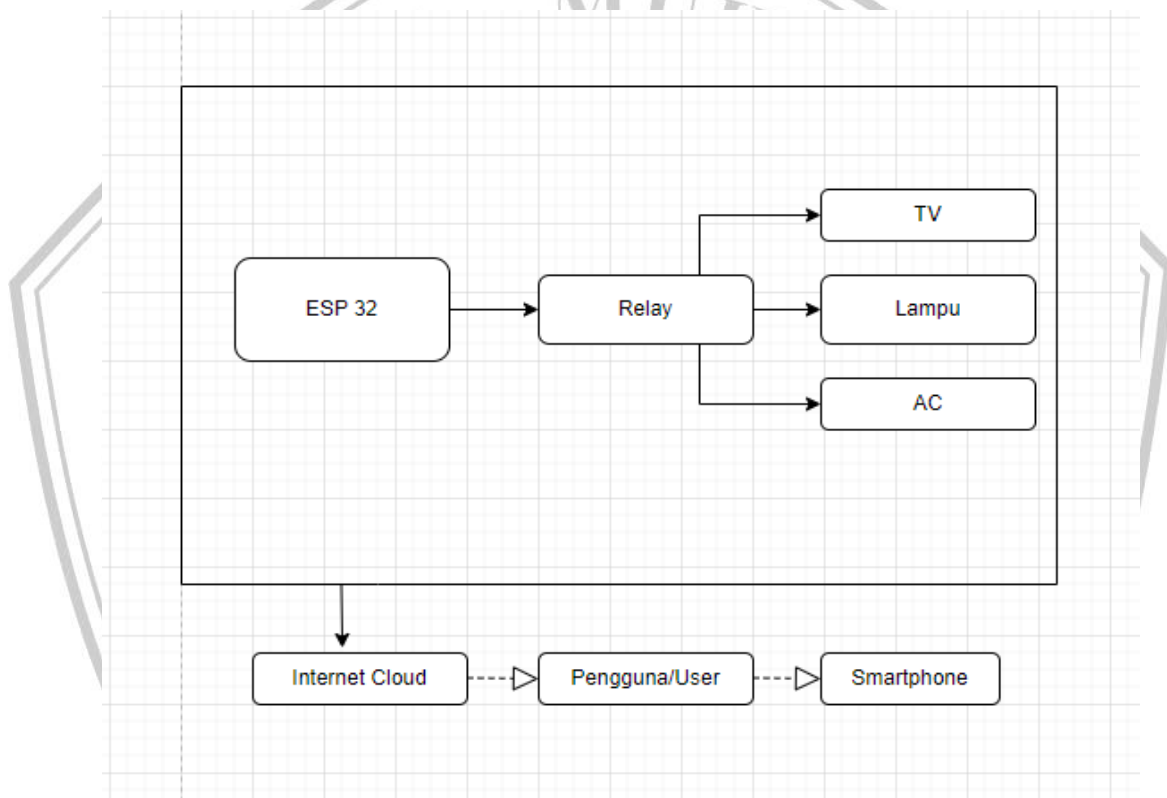 TV
ESP 32
Relay
Lampu
AC
Internet Cloud
Pengguna/User
Smartphone